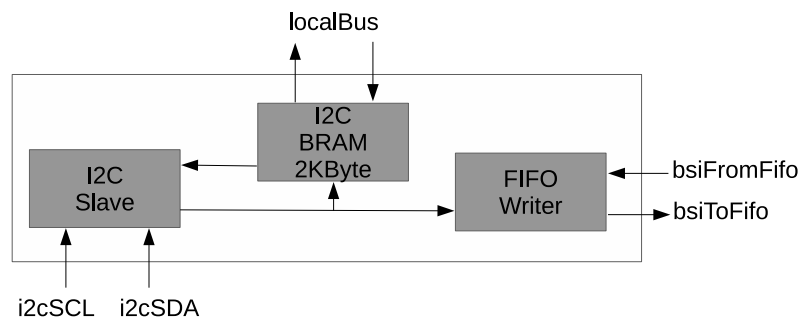 localBus
I2C
BRAM
2KByte
I2C
Slave
FIFO
Writer
bsiFromFifo
bsiToFifo
i2cSCL
i2cSDA